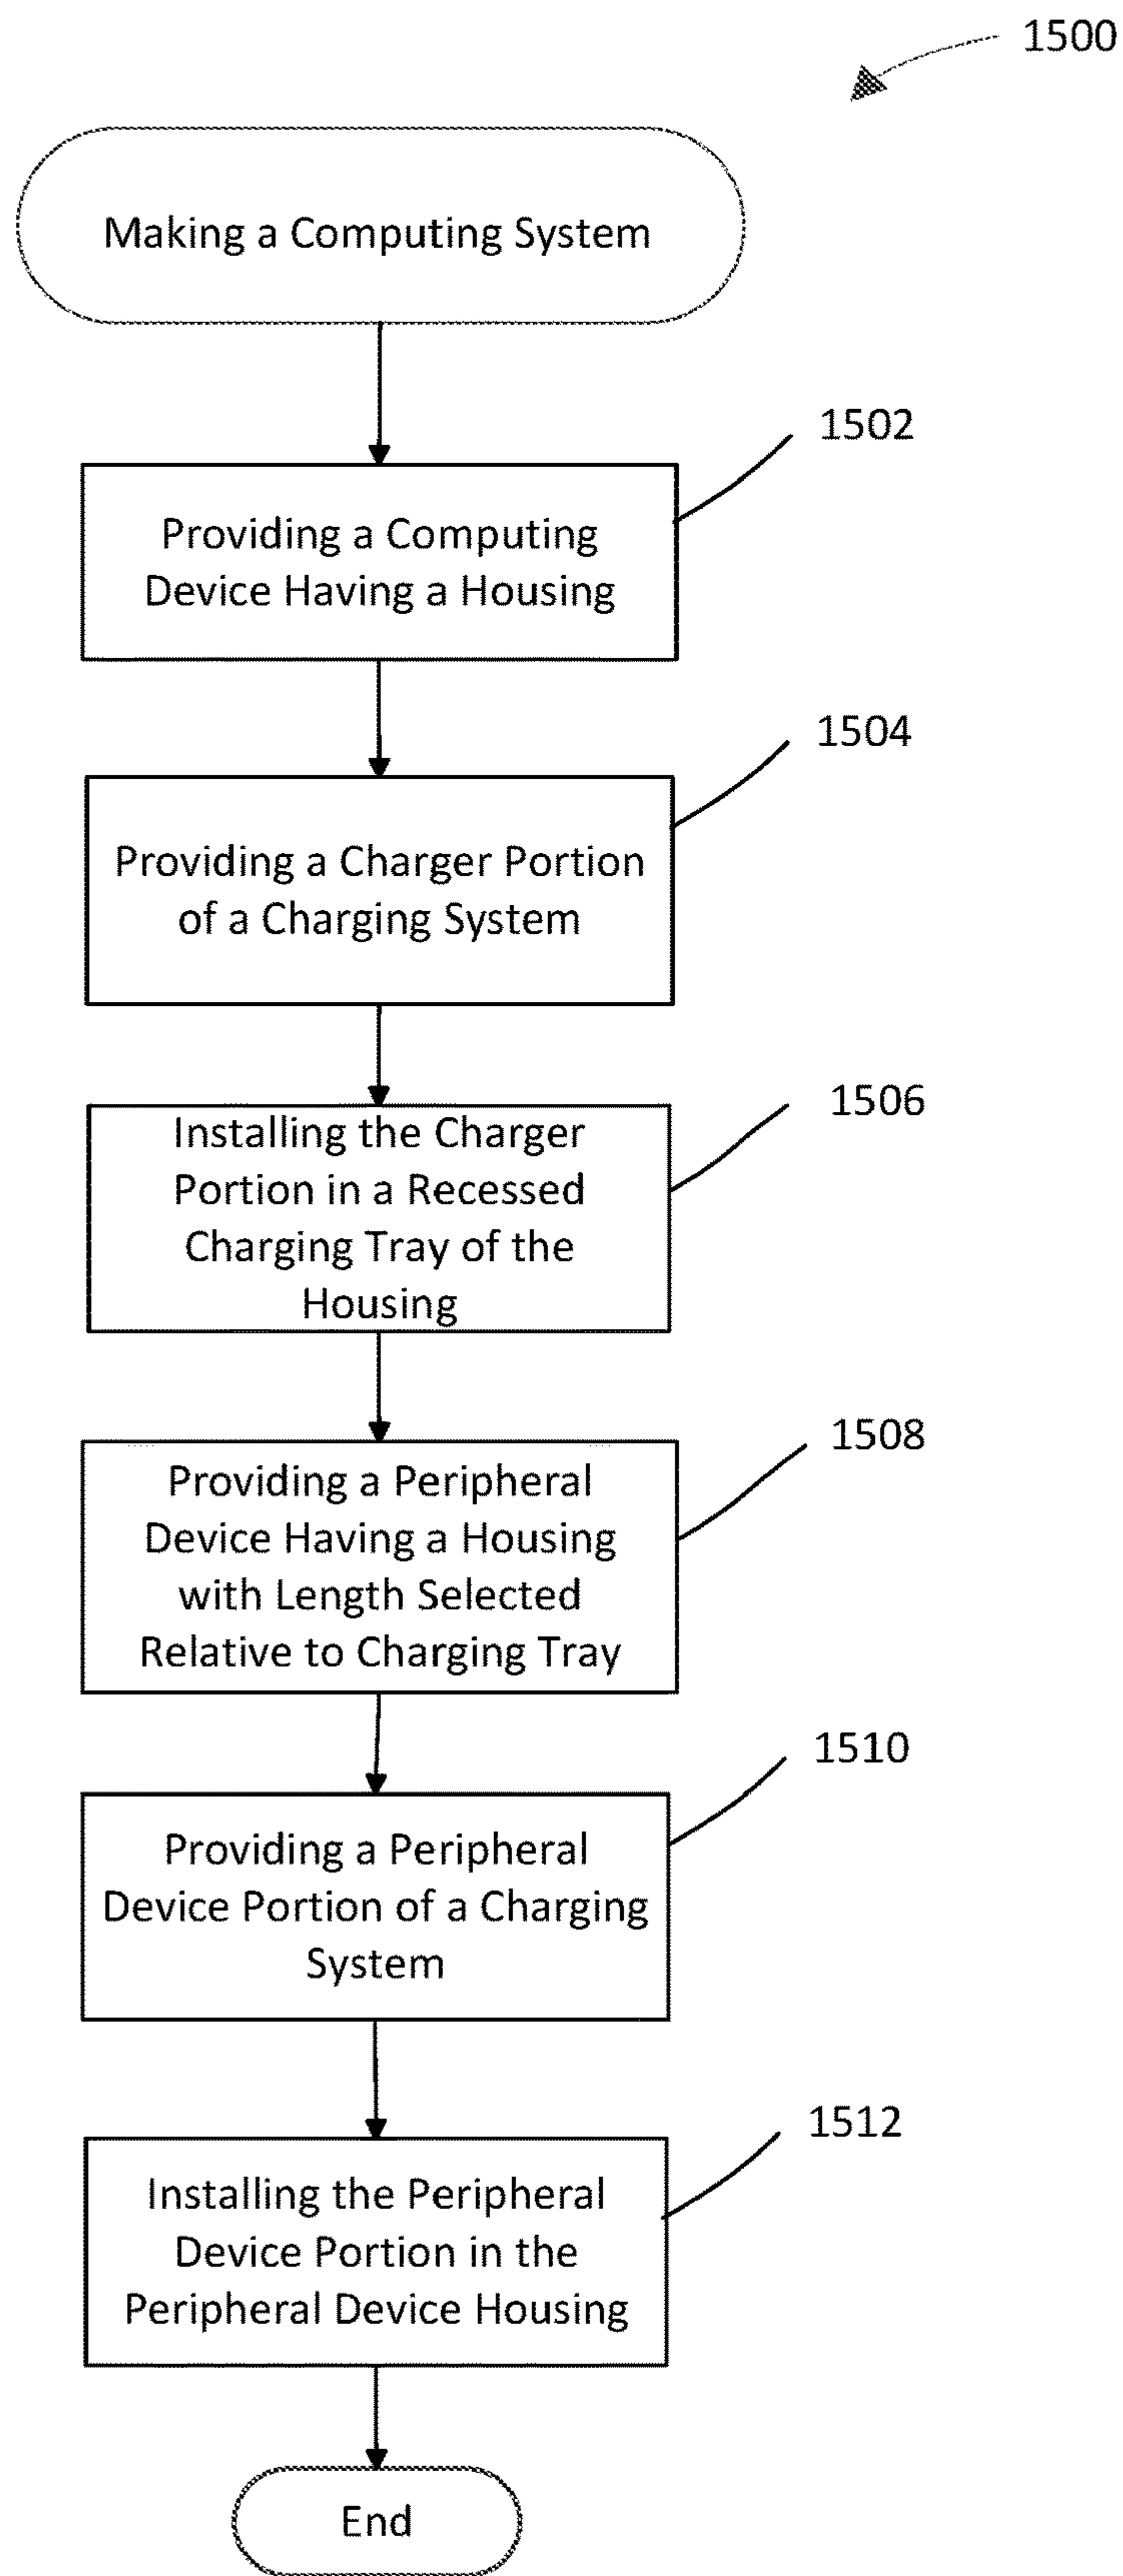 1500
Making a Computing System
1502
Providing a Computing
Device Having a Housing
1504
Providing a Charger Portion
of a Charging System
1506
Installing the Charger
Portion in a Recessed
Charging Tray of the
Housing
1508
Providing a Peripheral
Device Having a Housing
with Length Selected
Relative to Charging Tray
1510
Providing a Peripheral
Device Portion of a Charging
System
1512
Installing the Peripheral
Device Portion in the
Peripheral Device Housing
End